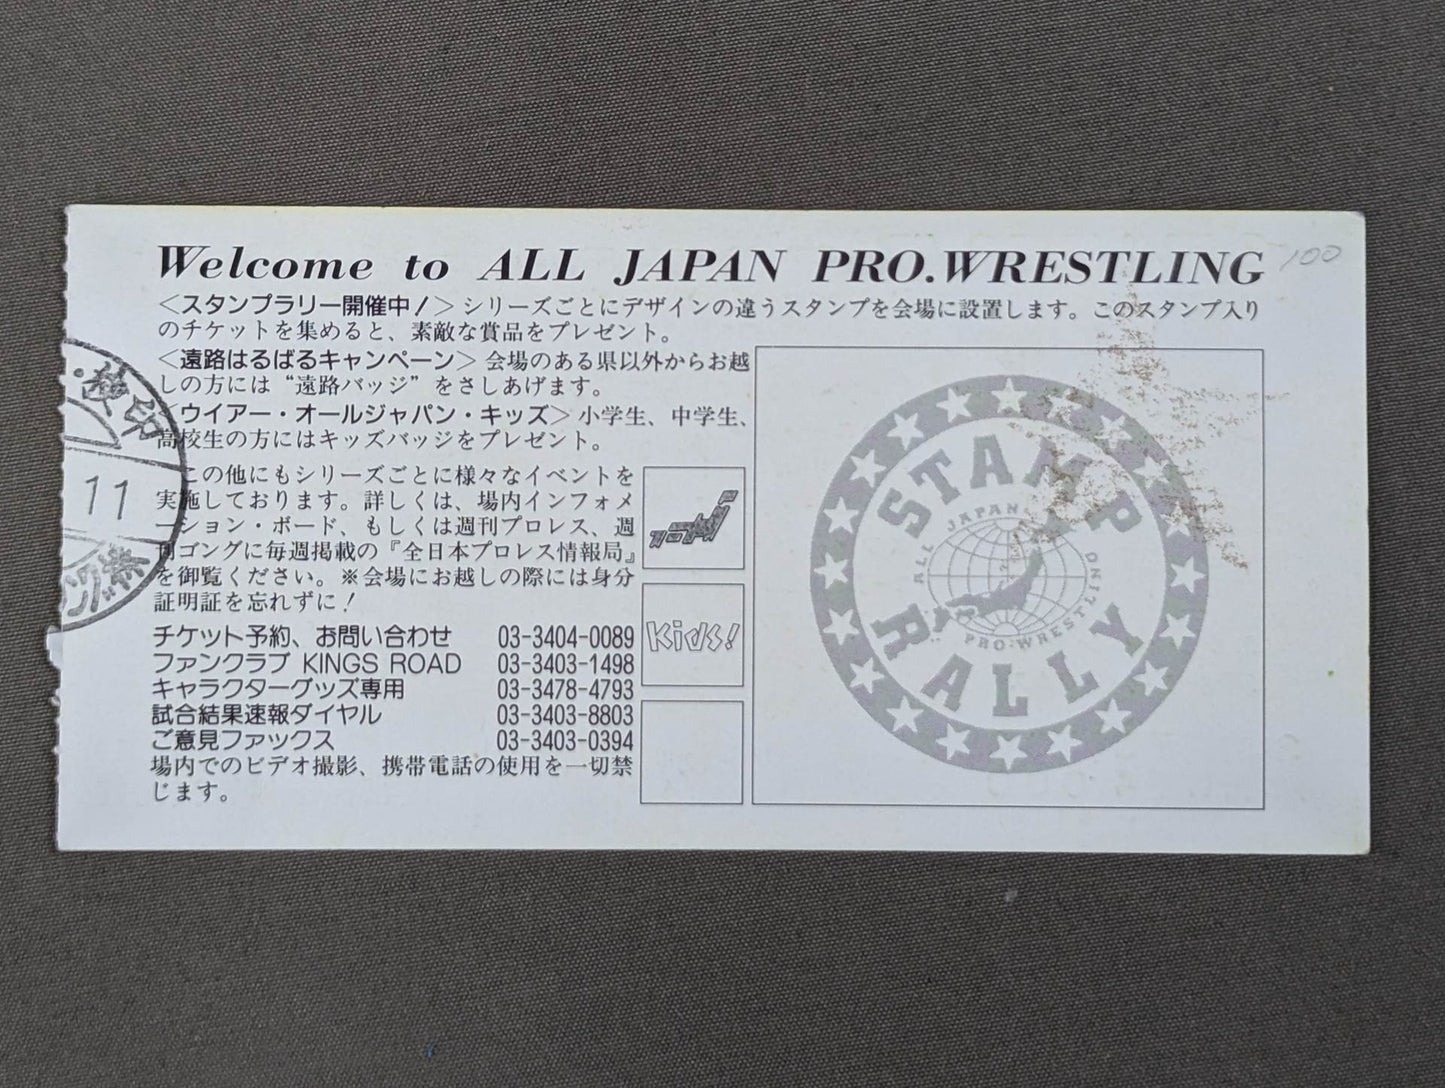 Welcome to ALL JAPAN PRO.WRESTLING
100
＜スタンプラリー開催中！＞シリーズごとにデザインの違うスタンプを会場に設置します。このスタンプ入り
のチケットを集めると、素敵な賞品をプレゼント。
＜遠路はるばるキャンペーン＞会場のある県以外からお越
しの方には“遠路バッジ”をさしあげます。
＜ウイアー・オールジャパン・キッズ＞小学生、中学生、
高校生の方にはキッズバッジをプレゼント。
この他にもシリーズごとに様々なイベントを
実施しております。詳しくは、場内インフォメ
ーション・ボード、もしくは週刊プロレス、週
刊ゴングに毎週掲載の『全日本プロレス情報局』
を御覧ください。※会場にお越しの際には身分
証明証を忘れずに！
チケット予約、お問い合わせ 03-3404-0089
ファンクラブ KINGS ROAD 03-3403-1498
キャラクターグッズ専用 03-3478-4793
試合結果速報ダイヤル 03-3403-8803
ご意見ファックス 03-3403-0394
場内でのビデオ撮影、携帯電話の使用を一切禁
じます。
検印
11
Kids!
STAMP
RALLY
ALL JAPAN
PRO-WRESTLING